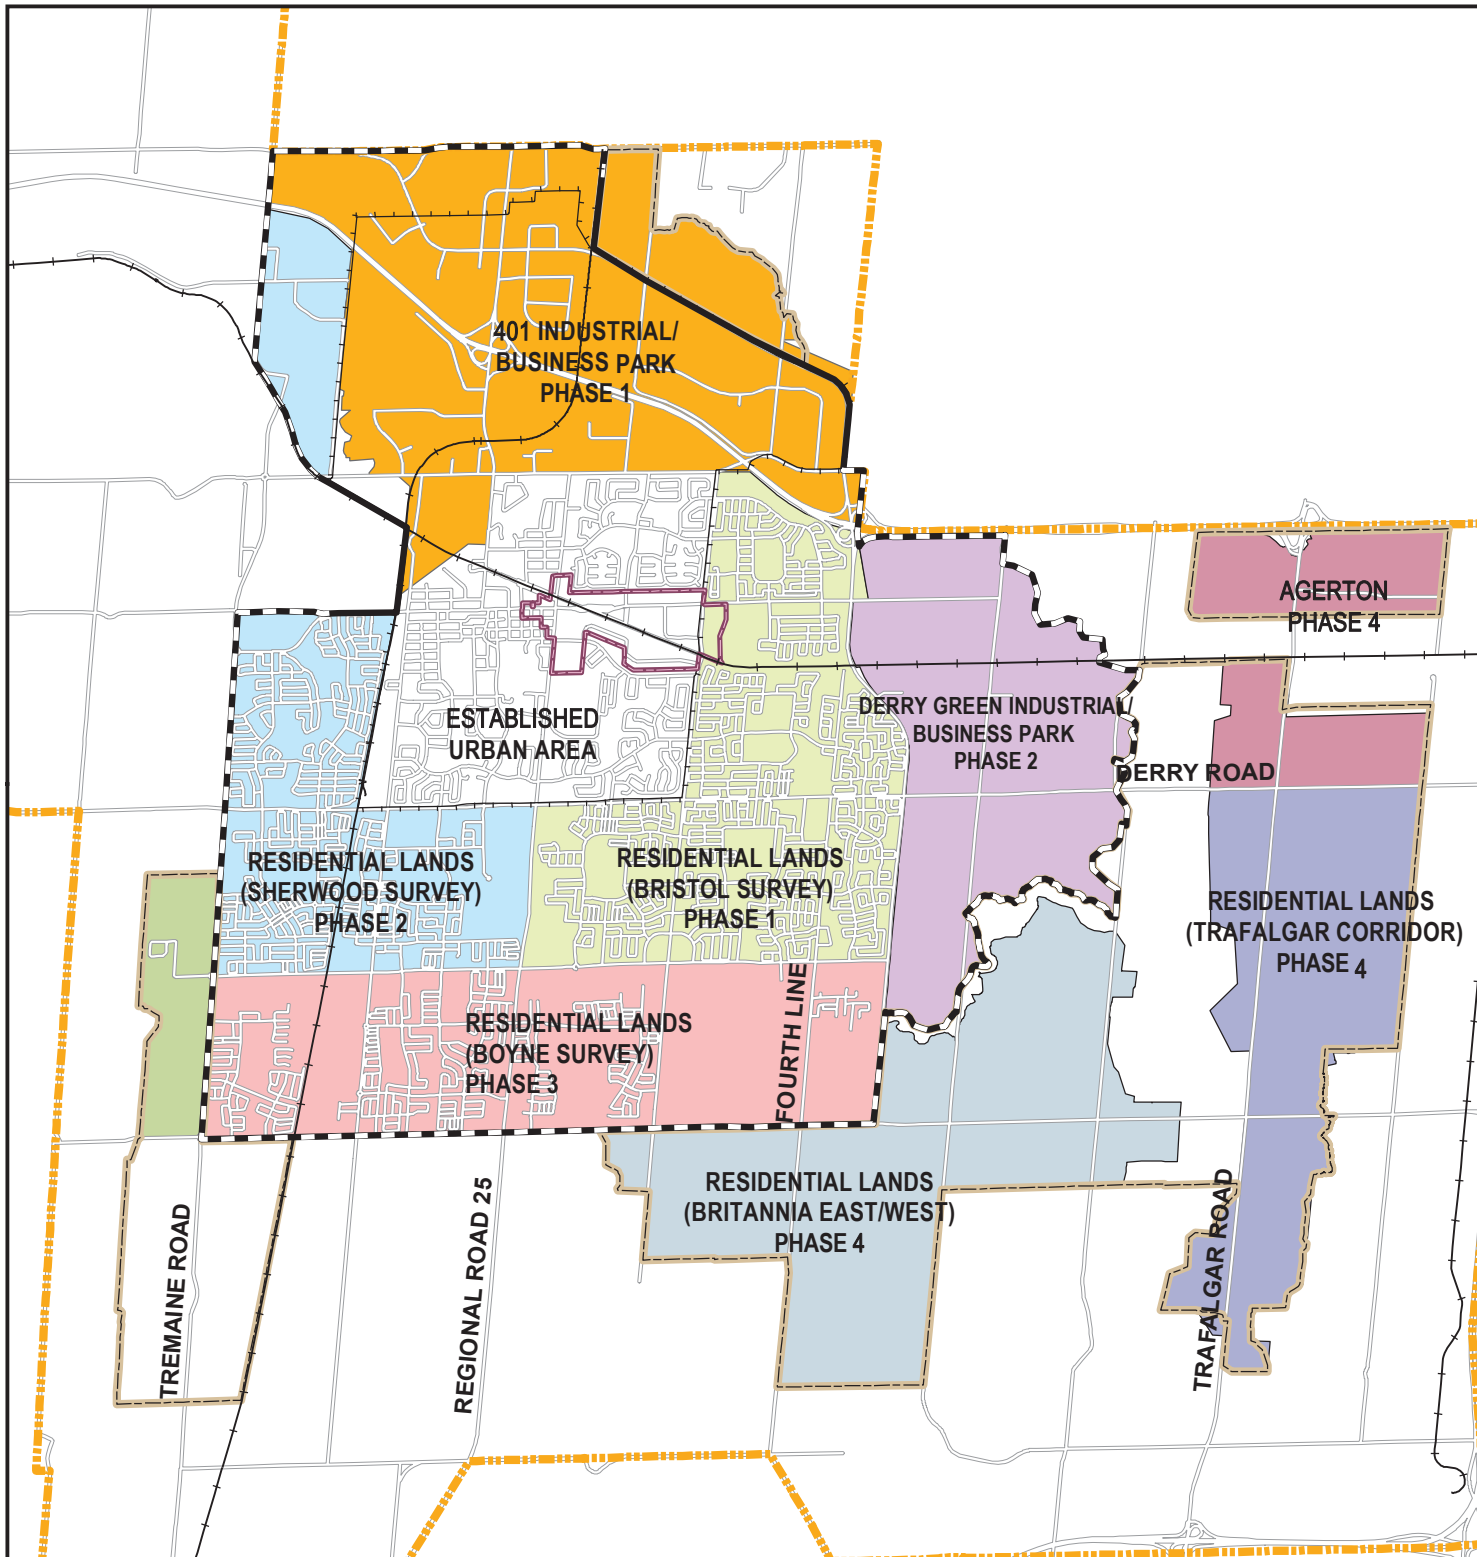 401 INDUSTRIAL/
BUSINESS PARK
PHASE 1
AGERTON
PHASE 4
ESTABLISHED
URBAN AREA
DERRY GREEN INDUSTRIAL
BUSINESS PARK
PHASE 2
DERRY ROAD
RESIDENTIAL LANDS
(SHERWOOD SURVEY)
PHASE 2
RESIDENTIAL LANDS
(BRISTOL SURVEY)
PHASE 1
RESIDENTIAL LANDS
(TRAFALGAR CORRIDOR)
PHASE 4
RESIDENTIAL LANDS
(BOYNE SURVEY)
PHASE 3
FOURTH LINE
RESIDENTIAL LANDS
(BRITANNIA EAST/WEST)
PHASE 4
TREMAINE ROAD
REGIONAL ROAD 25
TRAFALGAR ROAD